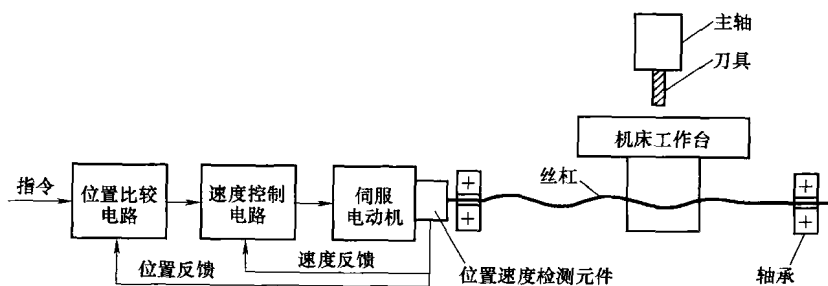 主轴
刀具
机床工作台
指令
位置比较
电路
速度控制
电路
伺服
电动机
丝杠
位置反馈
速度反馈
位置速度检测元件
轴承